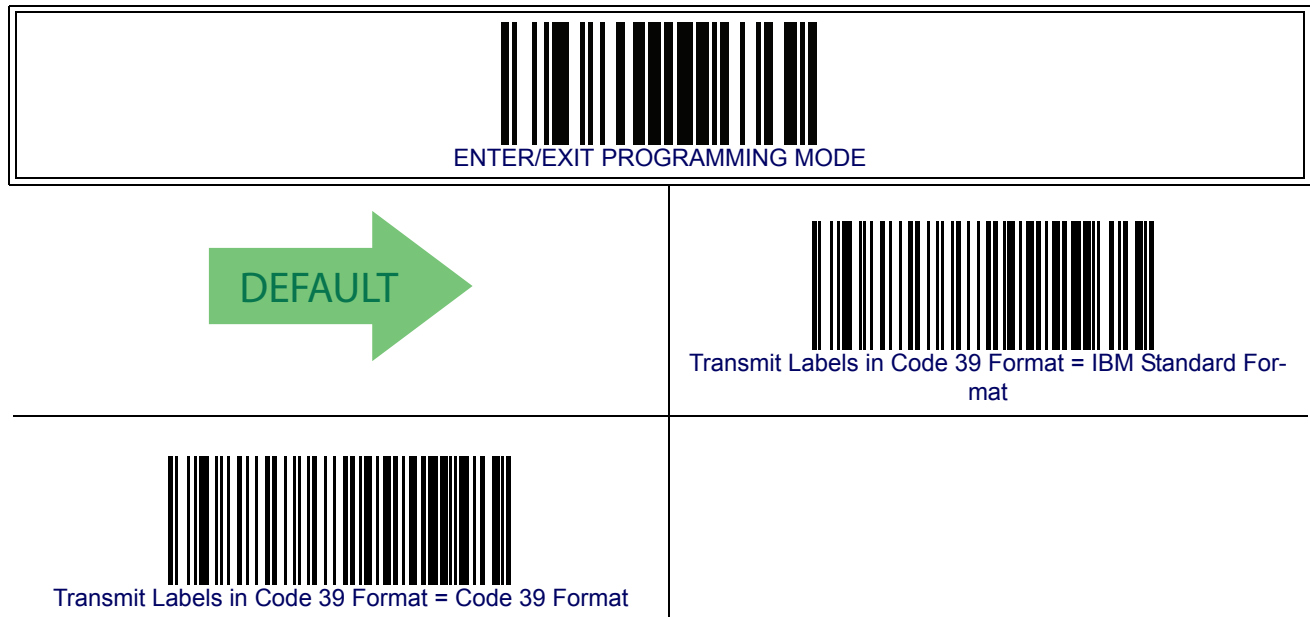 ENTER/EXIT PROGRAMMING MODE
DEFAULT
Transmit Labels in Code 39 Format = IBM Standard For-
mat
Transmit Labels in Code 39 Format = Code 39 Format